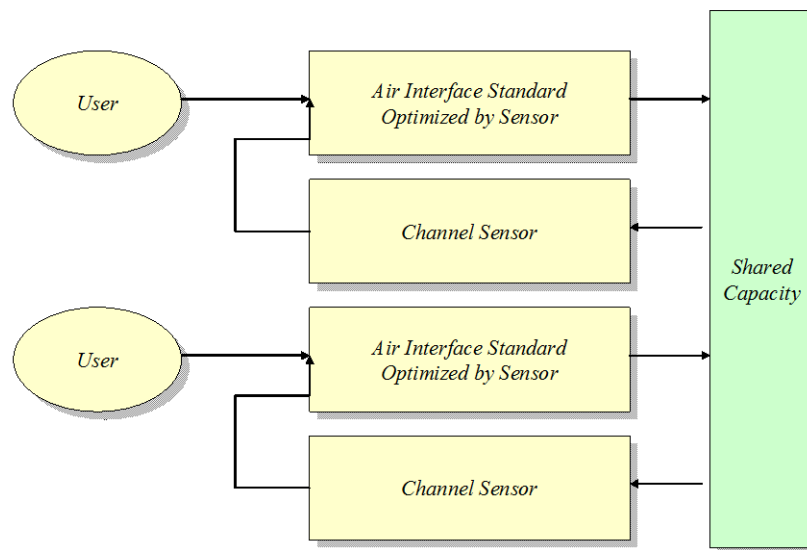 User
Air Interface Standard
Optimized by Sensor
Channel Sensor
Shared
Capacity
User
Air Interface Standard
Optimized by Sensor
Channel Sensor